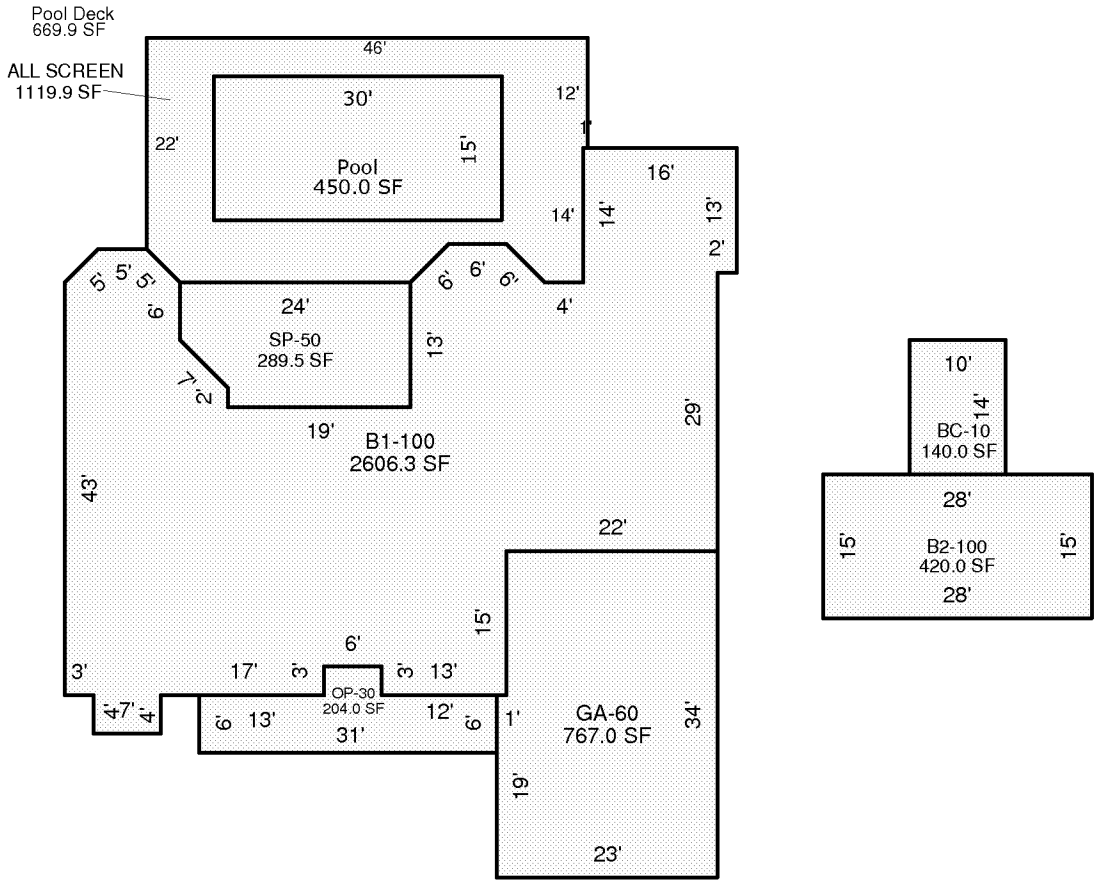 Pool Deck
669.9 SF
46'
ALL SCREEN
1119.9 SF
30'
12'
1'
22'
15'
Pool
450.0 SF
16'
14'
14'
13'
2'
5'
5'
5'
6'
6'
6'
6'
4'
24'
SP-50
289.5 SF
13'
7'
2'
19'
29'
B1-100
2606.3 SF
43'
22'
15'
6'
3'
17'
3'
3'
13'
4'
7'
4'
OP-30
204.0 SF
6'
13'
12'
6'
31'
1'
GA-60
767.0 SF
34'
19'
23'
10'
14'
BC-10
140.0 SF
28'
15'
15'
B2-100
420.0 SF
28'